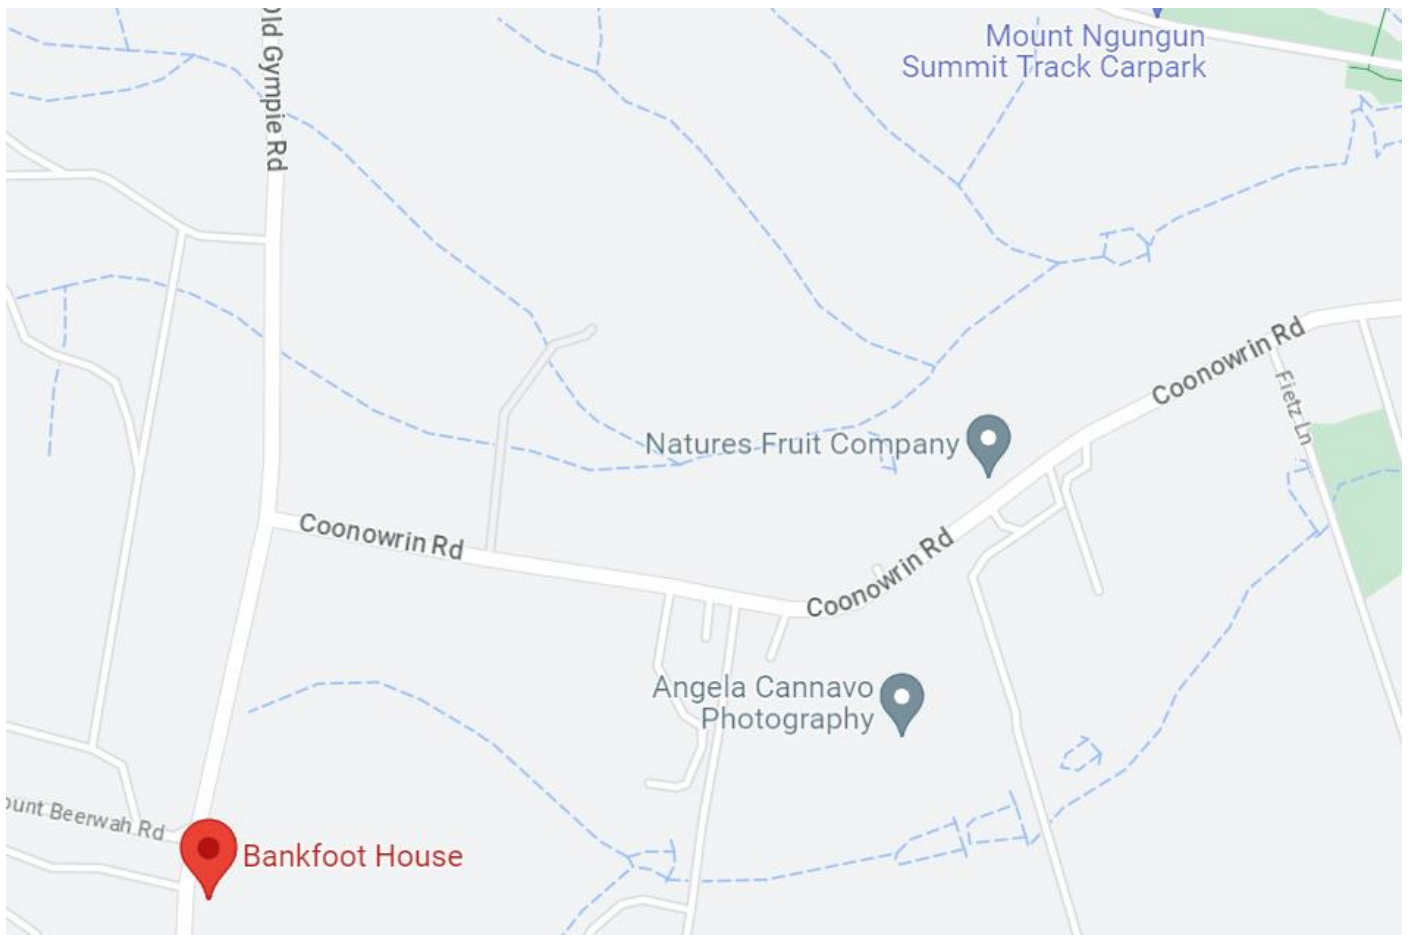 Old Gympie Rd
Mount Ngungun
Summit Track Carpark
Coonowrin Rd
Fietz Ln
Natures Fruit Company
Coonowrin Rd
Coonowrin Rd
Angela Cannavo
Photography
ount Beerwah Rd
Bankfoot House